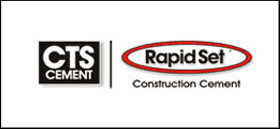 CTS
CEMENT
Rapid Set
Construction Cement